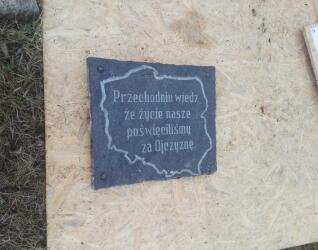 Przechodniu wiedz
że życie nasze
poświęciliśmy
za Ojczyznę